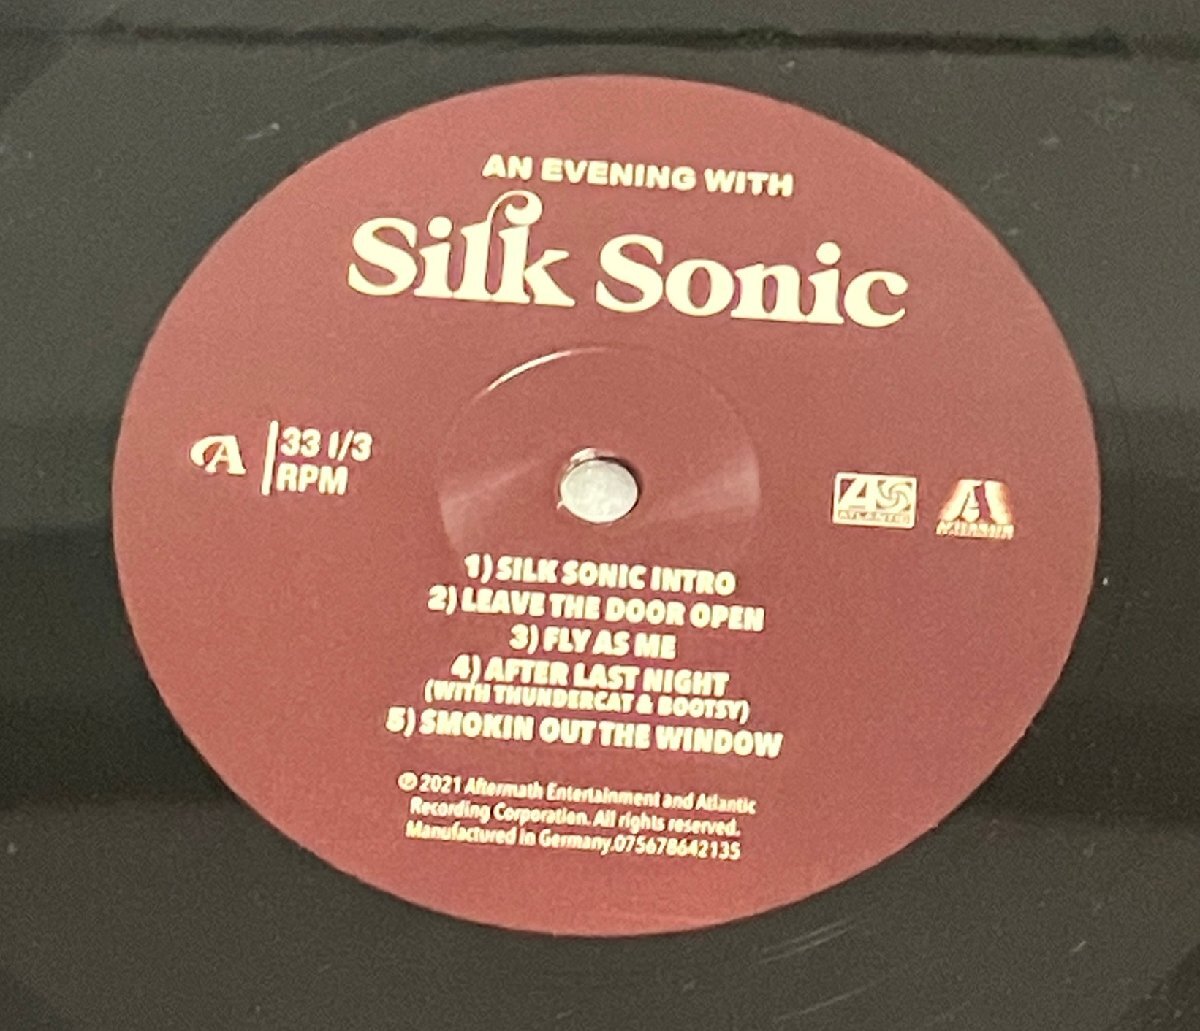 AN EVENING WITH
Silk Sonic
A
33 1/3
RPM
ATLANTIC
AFTERMATH
1) SILK SONIC INTRO
2) LEAVE THE DOOR OPEN
3) FLY AS ME
4) AFTER LAST NIGHT
(WITH THUNDERCAT & BOOTSY)
5) SMOKIN OUT THE WINDOW
℗ 2021 Aftermath Entertainment and Atlantic
Recording Corporation. All rights reserved.
Manufactured in Germany.075678642135